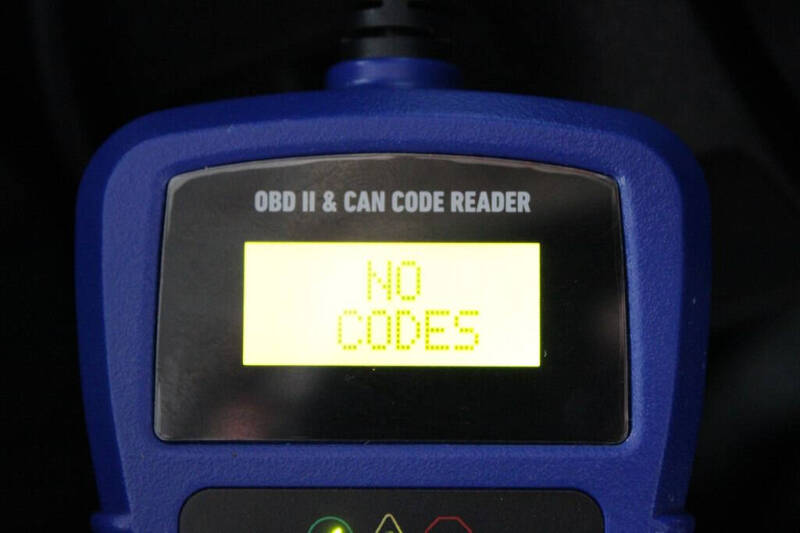 OBD II & CAN CODE READER
NO
CODES